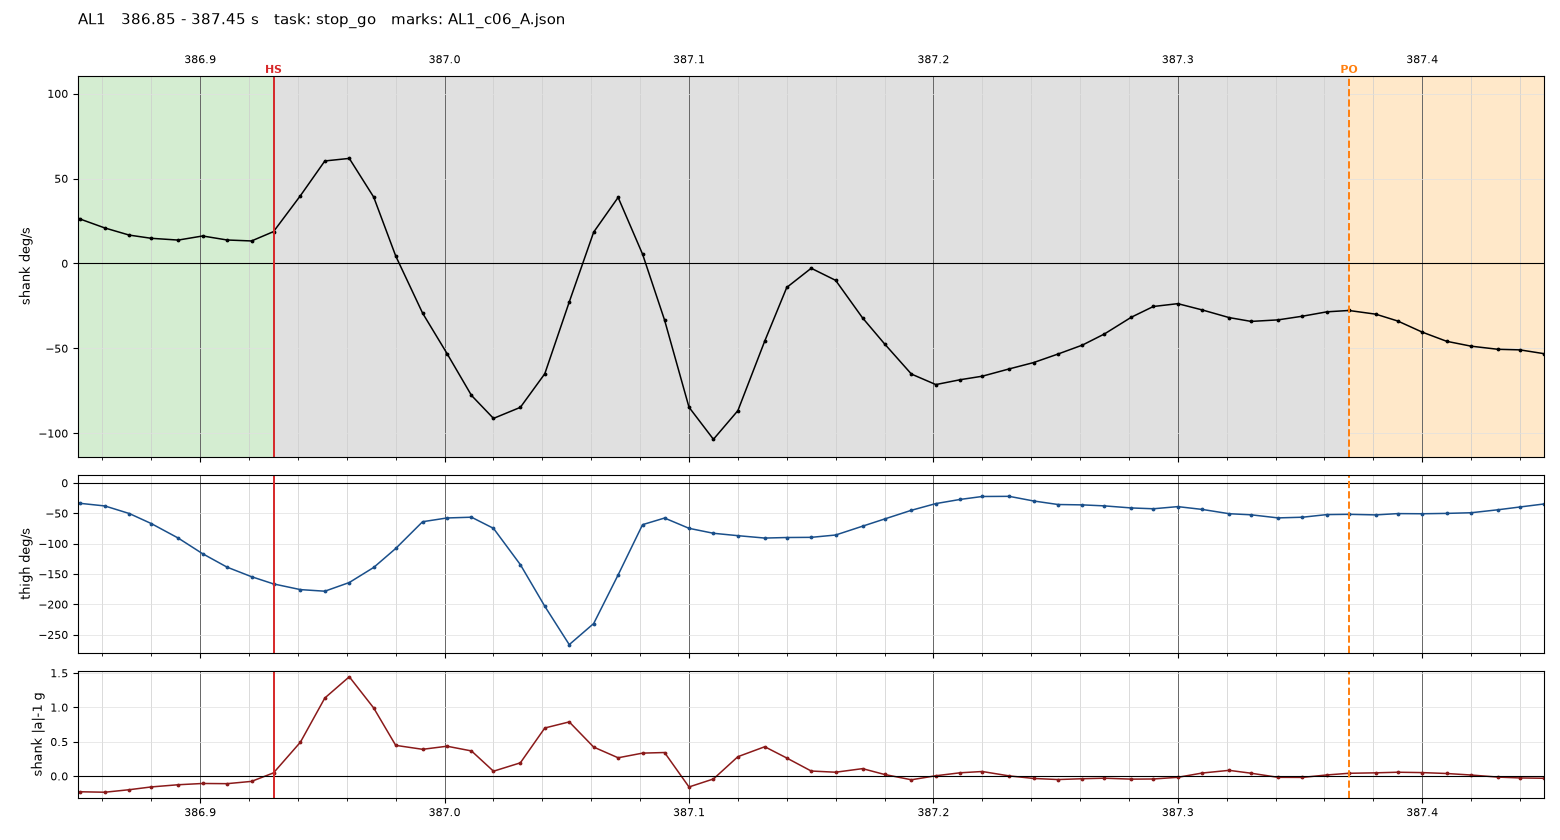 AL1   386.85 - 387.45 s   task: stop_go   marks: AL1_c06_A.json
386.9 387.0 387.1 387.2 387.3 387.4
HS PO
100
50
0
−50
−100
shank deg/s
0
−50
−100
−150
−200
−250
thigh deg/s
1.5
1.0
0.5
0.0
shank |a|-1 g
386.9 387.0 387.1 387.2 387.3 387.4